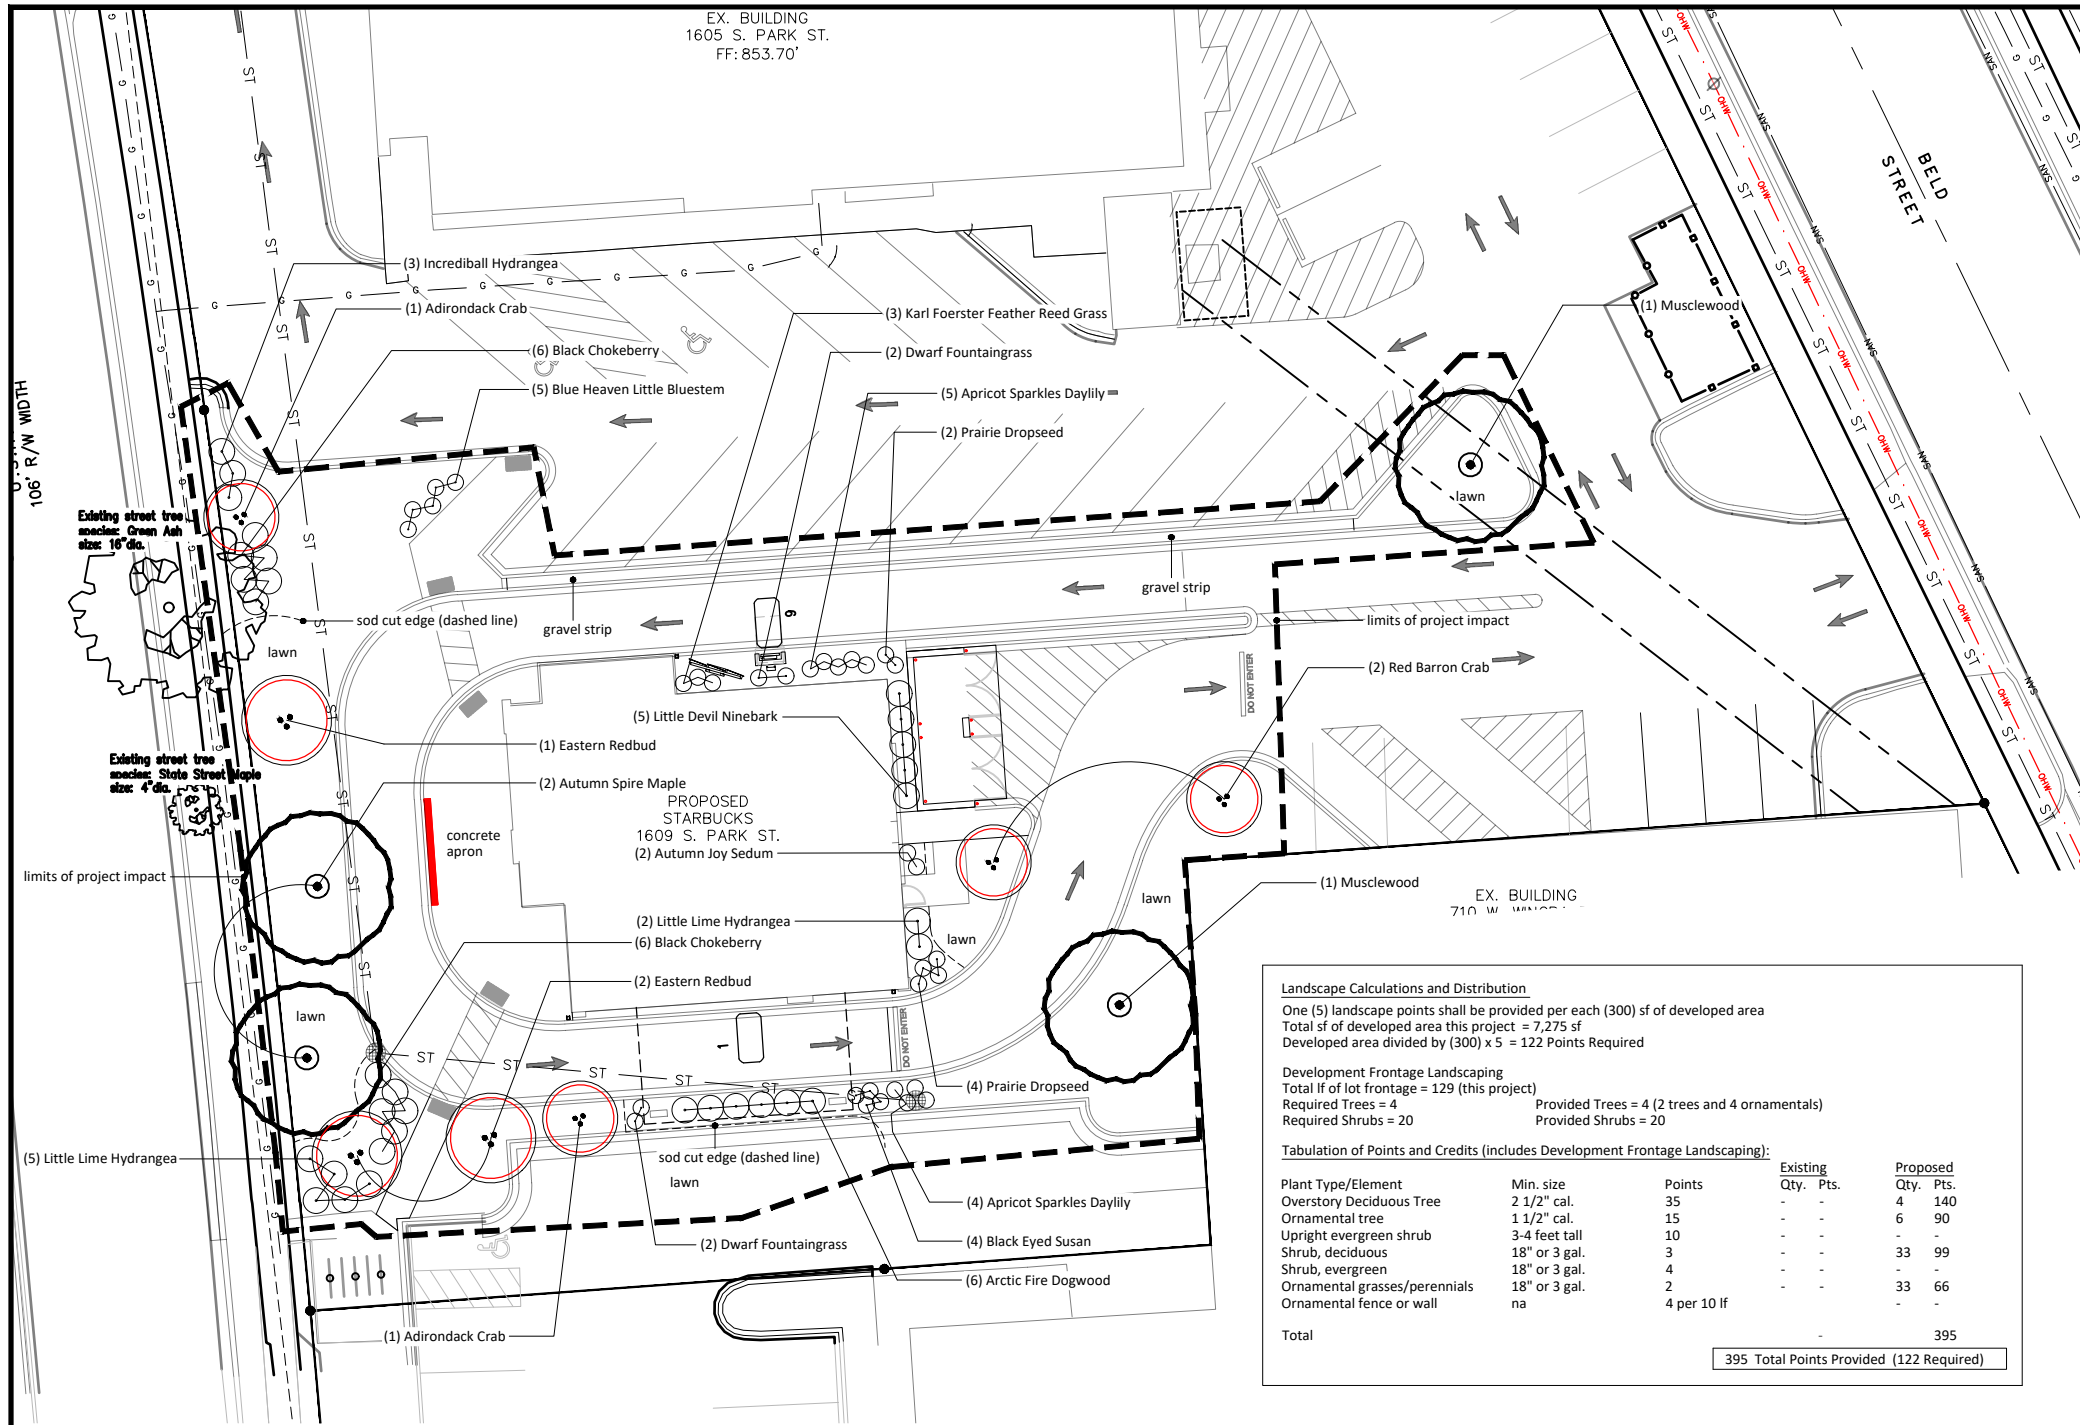 EX. BUILDING
1605 S. PARK ST.
FF: 853.70'
BELD
STREET
106' R/W WIDTH
(3) Incrediball Hydrangea
(1) Adirondack Crab
(6) Black Chokeberry
(5) Blue Heaven Little Bluestem
(3) Karl Foerster Feather Reed Grass
(2) Dwarf Fountaingrass
(5) Apricot Sparkles Daylily
(2) Prairie Dropseed
(1) Musclewood
lawn
Existing street tree
species: Green Ash
size: 16"dia.
sod cut edge (dashed line)
lawn
gravel strip
gravel strip
9
limits of project impact
(2) Red Barron Crab
DO NOT ENTER
(5) Little Devil Ninebark
(1) Eastern Redbud
Existing street tree
species: State Street Maple
size: 4"dia.
(2) Autumn Spire Maple
PROPOSED
STARBUCKS
1609 S. PARK ST.
concrete
apron
(2) Autumn Joy Sedum
limits of project impact
(1) Musclewood
lawn
EX. BUILDING
710 W.
(2) Little Lime Hydrangea
(6) Black Chokeberry
lawn
(2) Eastern Redbud
lawn
1
DO NOT ENTER
(4) Prairie Dropseed
(5) Little Lime Hydrangea
sod cut edge (dashed line)
lawn
(4) Apricot Sparkles Daylily
(2) Dwarf Fountaingrass
(4) Black Eyed Susan
(6) Arctic Fire Dogwood
(1) Adirondack Crab
G
ST
SAN
OHW
Landscape Calculations and Distribution
One (5) landscape points shall be provided per each (300) sf of developed area
Total sf of developed area this project = 7,275 sf
Developed area divided by (300) x 5 = 122 Points Required
Development Frontage Landscaping
Total lf of lot frontage = 129 (this project)
Required Trees = 4 Provided Trees = 4 (2 trees and 4 ornamentals)
Required Shrubs = 20 Provided Shrubs = 20
Tabulation of Points and Credits (includes Development Frontage Landscaping):
Existing Proposed
Plant Type/Element Min. size Points Qty. Pts. Qty. Pts.
Overstory Deciduous Tree 2 1/2" cal. 35 - - 4 140
Ornamental tree 1 1/2" cal. 15 - - 6 90
Upright evergreen shrub 3-4 feet tall 10 - - - -
Shrub, deciduous 18" or 3 gal. 3 - - 33 99
Shrub, evergreen 18" or 3 gal. 4 - - - -
Ornamental grasses/perennials 18" or 3 gal. 2 - - 33 66
Ornamental fence or wall na 4 per 10 lf - -
Total - 395
395 Total Points Provided (122 Required)